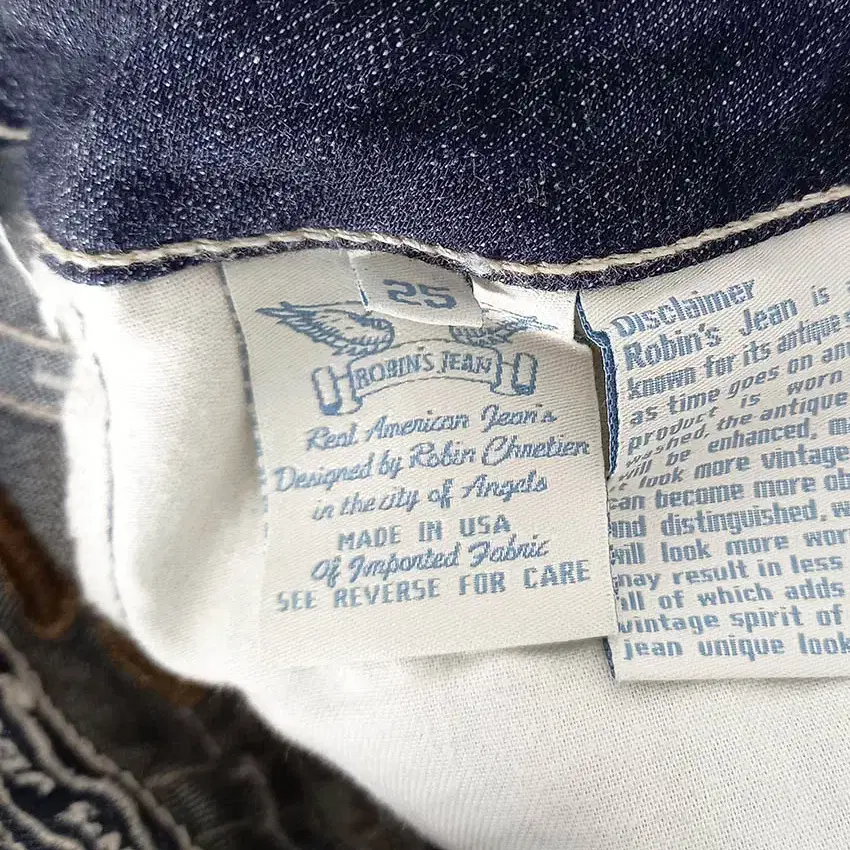 25
ROBIN'S JEAN
Real American Jean's
Designed by Robin Chretien
in the city of Angels
MADE IN USA
Of Imported Fabric
SEE REVERSE FOR CARE
Disclaimer
Robin's Jean is
known for its antique
as time goes on
product is worn
washed, the antique
will be enhanced,
look more vintage
can become more
and distinguished,
will look more
may result in less
all of which adds
vintage spirit of
jean unique look